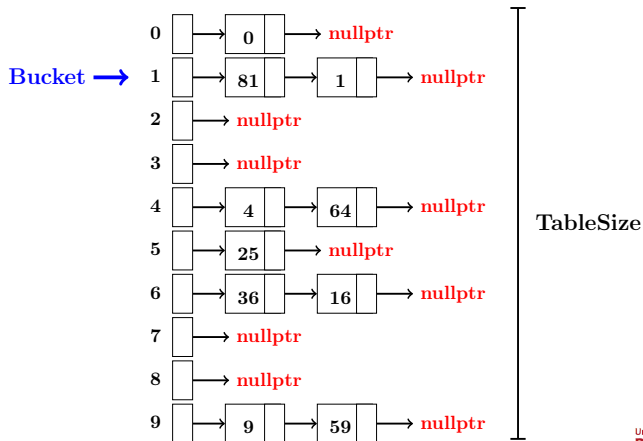 0 0 nullptr
Bucket 1 81 1 nullptr
2 nullptr
3 nullptr
4 4 64 nullptr
TableSize
5 25 nullptr
6 36 16 nullptr
7 nullptr
8 nullptr
9 9 59 nullptr